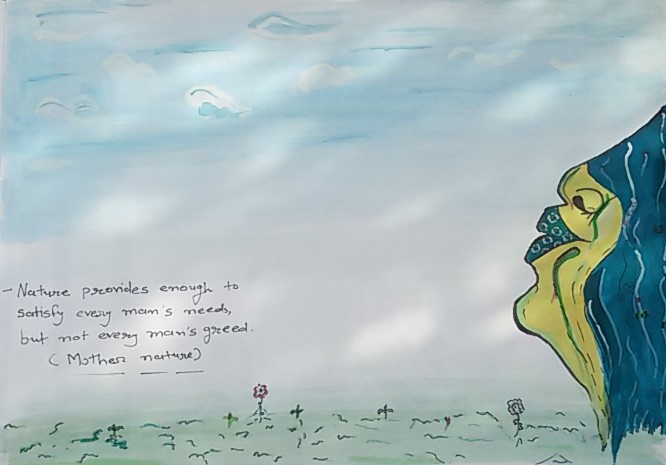 - Nature provides enough to
satisfy every man's needs,
but not every man's greed.
( Mother nature)